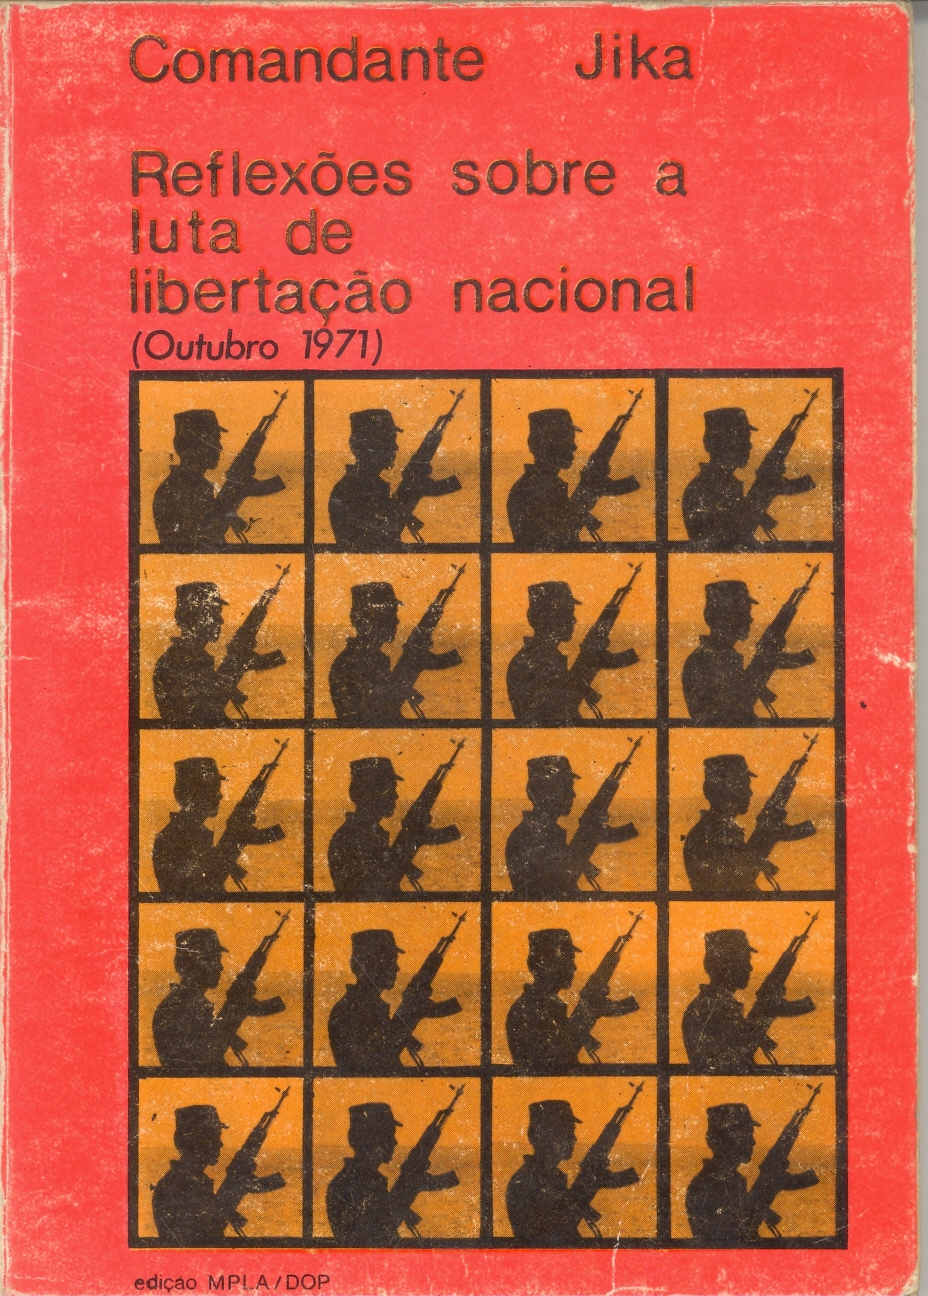 Comandante Jika
Reflexões sobre a
luta de
libertação nacional
(Outubro 1971)
edição MPLA/DOP